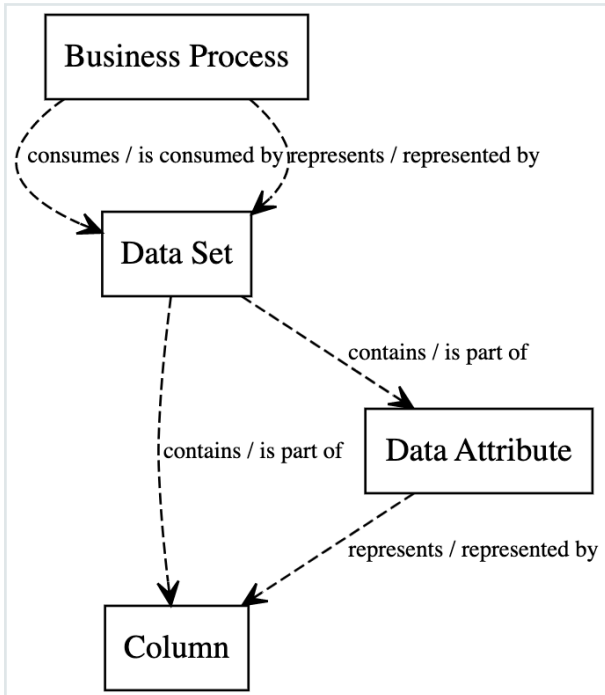 Business Process
consumes / is consumed by represents / represented by
Data Set
contains / is part of
Data Attribute
contains / is part of
represents / represented by
Column